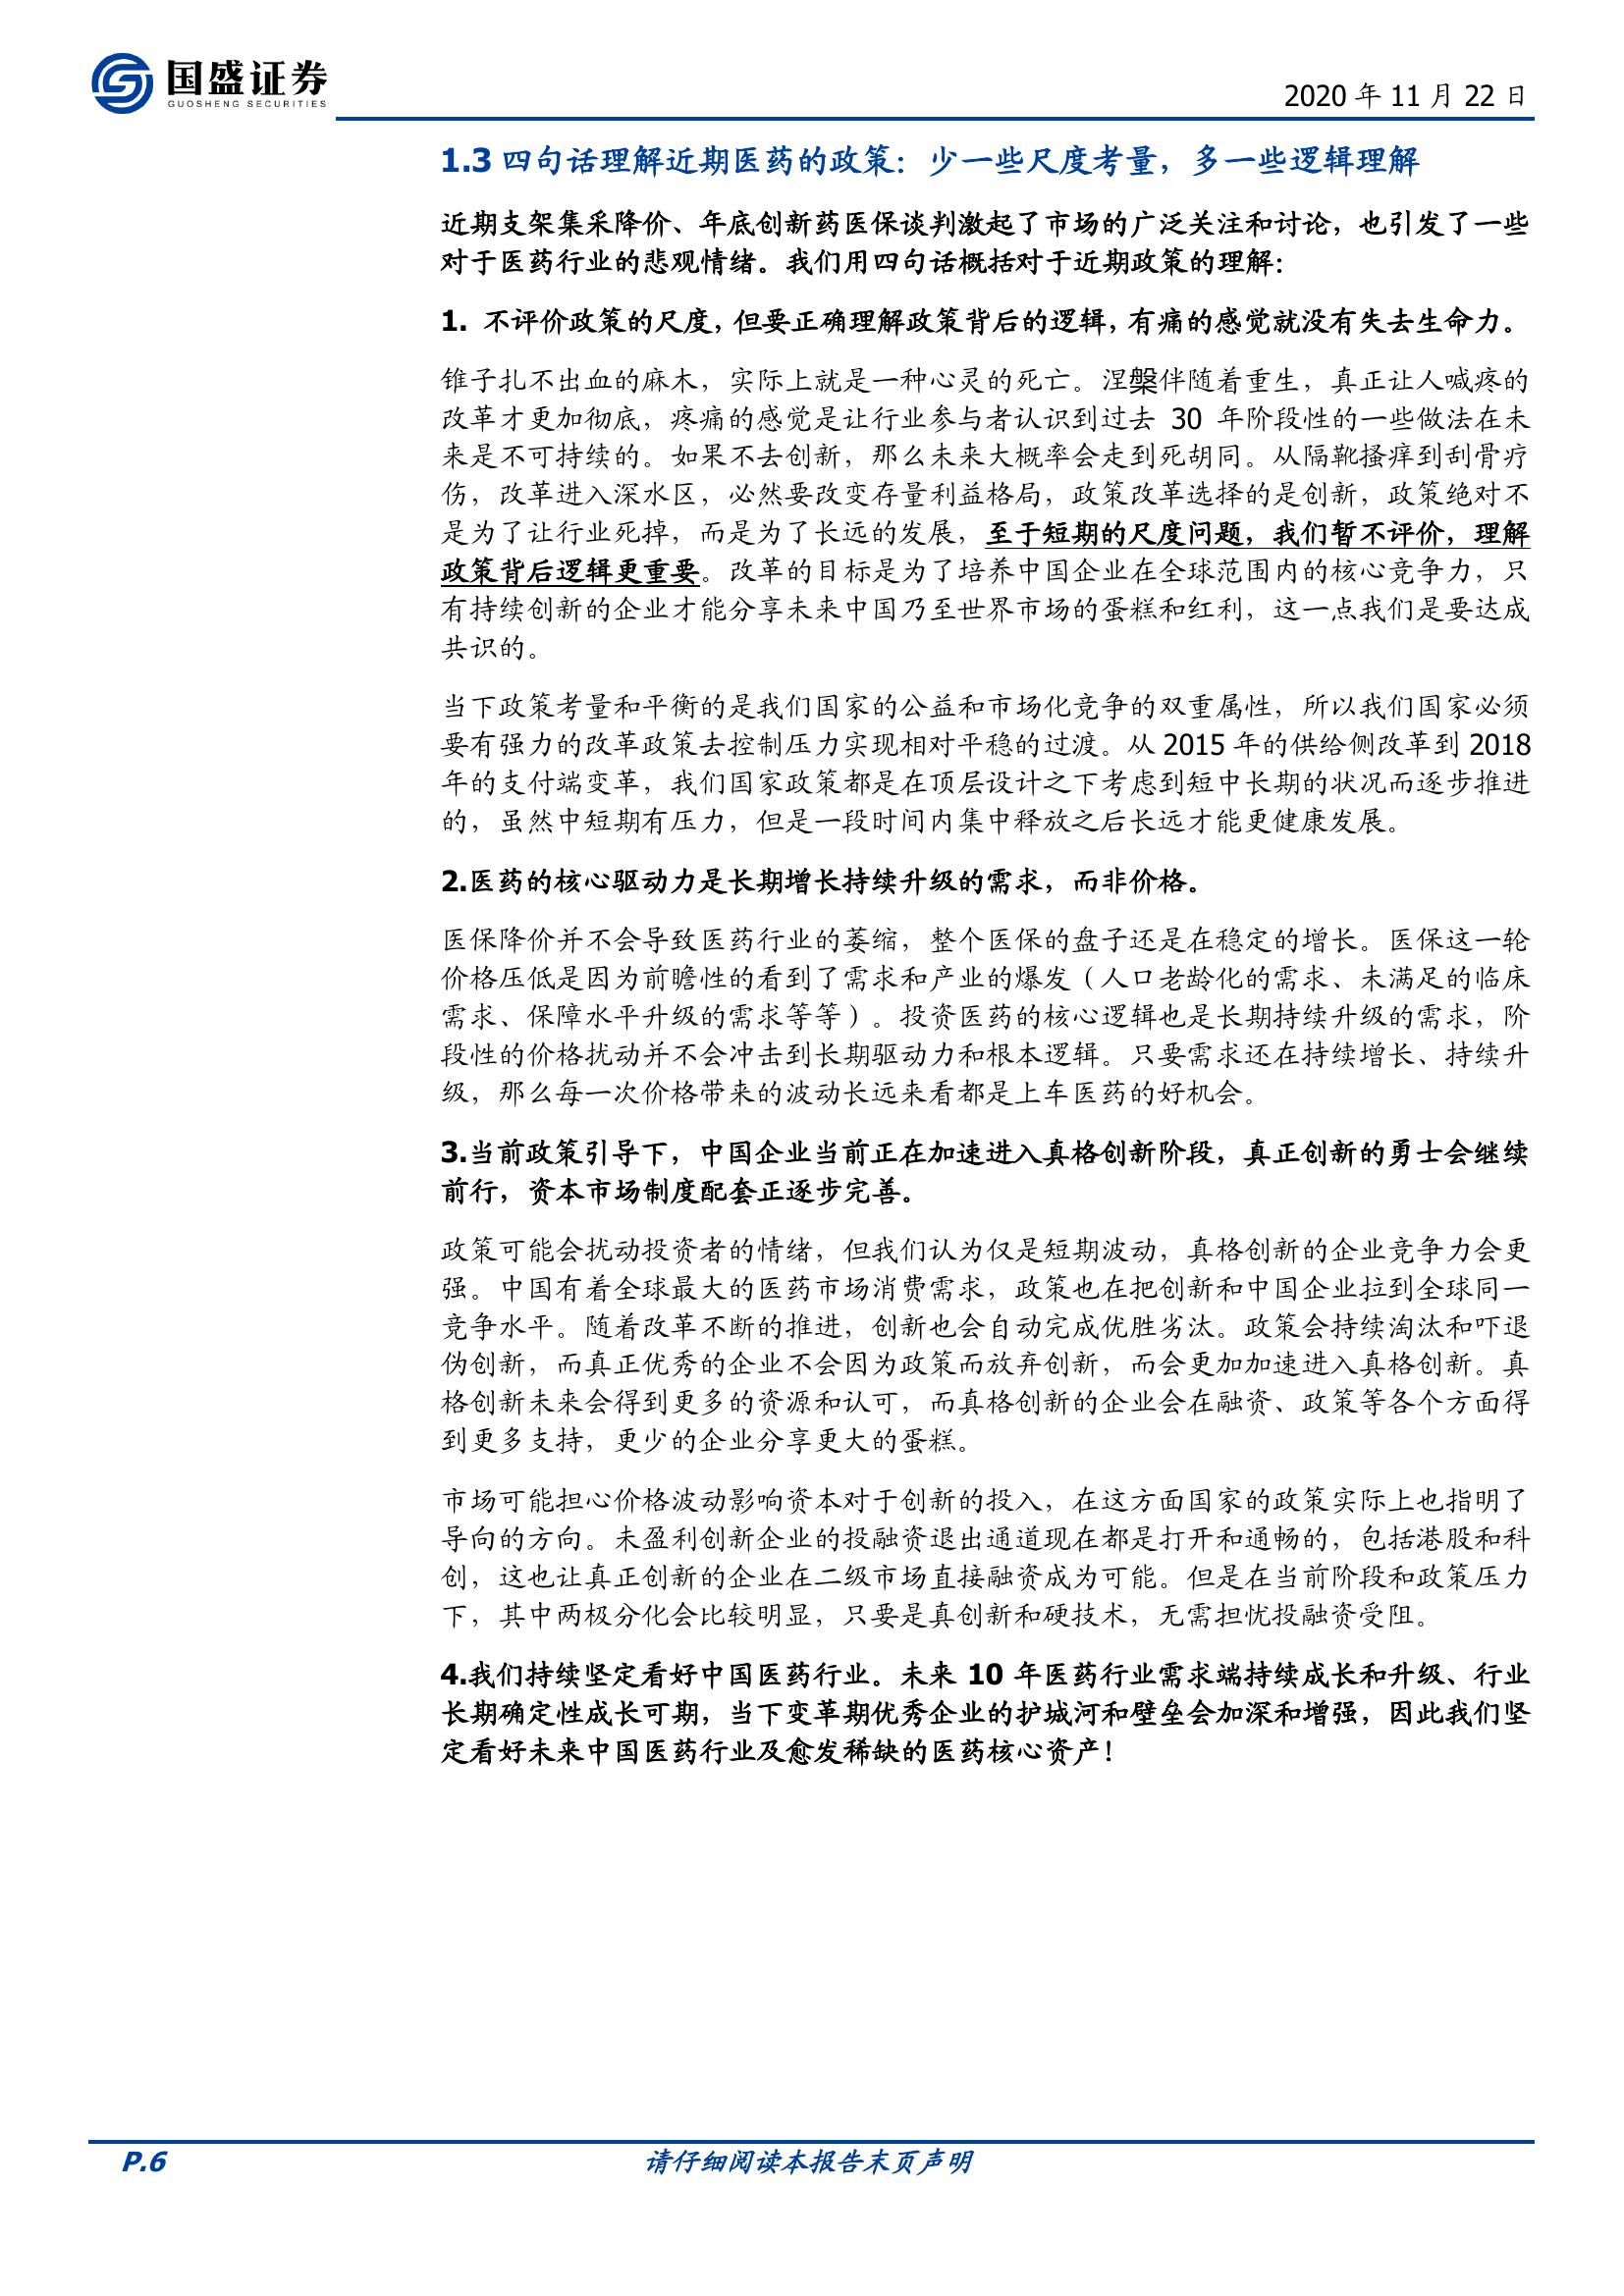 国盛证券
GUOSHENG SECURITIES
2020 年 11 月 22 日
1.3 四句话理解近期医药的政策：少一些尺度考量，多一些逻辑理解
近期支架集采降价、年底创新药医保谈判激起了市场的广泛关注和讨论，也引发了一些
对于医药行业的悲观情绪。我们用四句话概括对于近期政策的理解：
1. 不评价政策的尺度，但要正确理解政策背后的逻辑，有痛的感觉就没有失去生命力。
锥子扎不出血的麻木，实际上就是一种心灵的死亡。涅槃伴随着重生，真正让人喊疼的
改革才更加彻底，疼痛的感觉是让行业参与者认识到过去 30 年阶段性的一些做法在未
来是不可持续的。如果不去创新，那么未来大概率会走到死胡同。从隔靴搔痒到刮骨疗
伤，改革进入深水区，必然要改变存量利益格局，政策改革选择的是创新，政策绝对不
是为了让行业死掉，而是为了长远的发展，至于短期的尺度问题，我们暂不评价，理解
政策背后逻辑更重要。改革的目标是为了培养中国企业在全球范围内的核心竞争力，只
有持续创新的企业才能分享未来中国乃至世界市场的蛋糕和红利，这一点我们是要达成
共识的。
当下政策考量和平衡的是我们国家的公益和市场化竞争的双重属性，所以我们国家必须
要有强力的改革政策去控制压力实现相对平稳的过渡。从 2015 年的供给侧改革到 2018
年的支付端变革，我们国家政策都是在顶层设计之下考虑到短中长期的状况而逐步推进
的，虽然中短期有压力，但是一段时间内集中释放之后长远才能更健康发展。
2.医药的核心驱动力是长期增长持续升级的需求，而非价格。
医保降价并不会导致医药行业的萎缩，整个医保的盘子还是在稳定的增长。医保这一轮
价格压低是因为前瞻性的看到了需求和产业的爆发（人口老龄化的需求、未满足的临床
需求、保障水平升级的需求等等）。投资医药的核心逻辑也是长期持续升级的需求，阶
段性的价格扰动并不会冲击到长期驱动力和根本逻辑。只要需求还在持续增长、持续升
级，那么每一次价格带来的波动长远来看都是上车医药的好机会。
3.当前政策引导下，中国企业当前正在加速进入真格创新阶段，真正创新的勇士会继续
前行，资本市场制度配套正逐步完善。
政策可能会扰动投资者的情绪，但我们认为仅是短期波动，真格创新的企业竞争力会更
强。中国有着全球最大的医药市场消费需求，政策也在把创新和中国企业拉到全球同一
竞争水平。随着改革不断的推进，创新也会自动完成优胜劣汰。政策会持续淘汰和吓退
伪创新，而真正优秀的企业不会因为政策而放弃创新，而会更加加速进入真格创新。真
格创新未来会得到更多的资源和认可，而真格创新的企业会在融资、政策等各个方面得
到更多支持，更少的企业分享更大的蛋糕。
市场可能担心价格波动影响资本对于创新的投入，在这方面国家的政策实际上也指明了
导向的方向。未盈利创新企业的投融资退出通道现在都是打开和通畅的，包括港股和科
创，这也让真正创新的企业在二级市场直接融资成为可能。但是在当前阶段和政策压力
下，其中两极分化会比较明显，只要是真创新和硬技术，无需担忧投融资受阻。
4.我们持续坚定看好中国医药行业。未来 10 年医药行业需求端持续成长和升级、行业
长期确定性成长可期，当下变革期优秀企业的护城河和壁垒会加深和增强，因此我们坚
定看好未来中国医药行业及愈发稀缺的医药核心资产！
P.6
请仔细阅读本报告末页声明